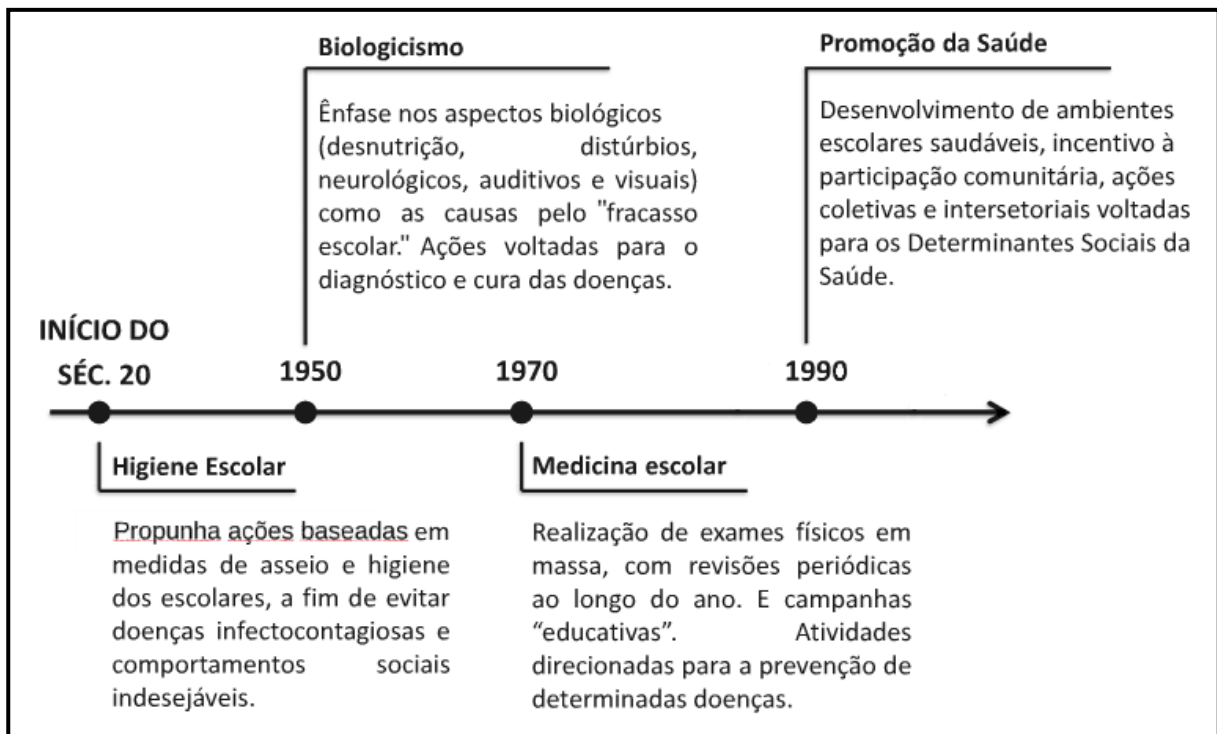 Biologicismo
Ênfase nos aspectos biológicos
(desnutrição, distúrbios,
neurológicos, auditivos e visuais)
como as causas pelo "fracasso
escolar." Ações voltadas para o
diagnóstico e cura das doenças.
Promoção da Saúde
Desenvolvimento de ambientes
escolares saudáveis, incentivo à
participação comunitária, ações
coletivas e intersetoriais voltadas
para os Determinantes Sociais da
Saúde.
INÍCIO DO
SÉC. 20
1950
1970
1990
Higiene Escolar
Propunha ações baseadas em
medidas de asseio e higiene
dos escolares, a fim de evitar
doenças infectocontagiosas e
comportamentos sociais
indesejáveis.
Medicina escolar
Realização de exames físicos em
massa, com revisões periódicas
ao longo do ano. E campanhas
“educativas”. Atividades
direcionadas para a prevenção de
determinadas doenças.